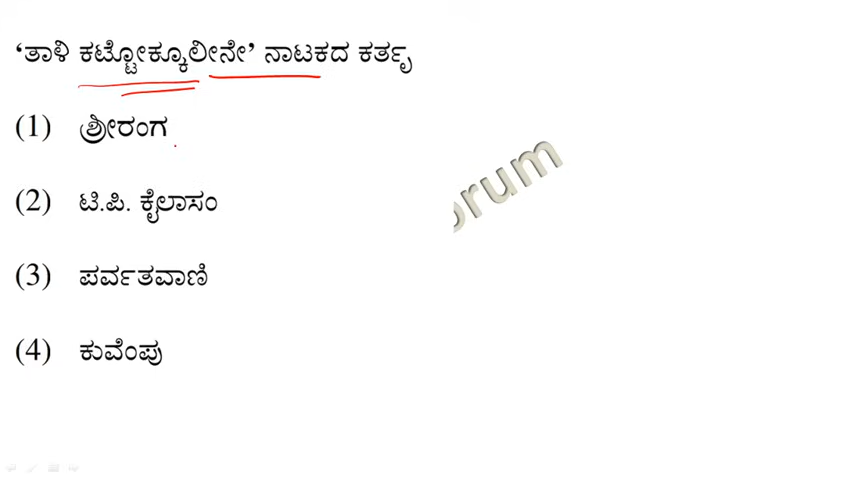 ‘ತಾಳಿ ಕಟ್ಟೋಕ್ಕೂಲೀನೇ’ ನಾಟಕದ ಕರ್ತೃ
(1) ಶ್ರೀರಂಗ
(2) ಟಿ.ಪಿ. ಕೈಲಾಸಂ
(3) ಪರ್ವತವಾಣಿ
(4) ಕುವೆಂಪು